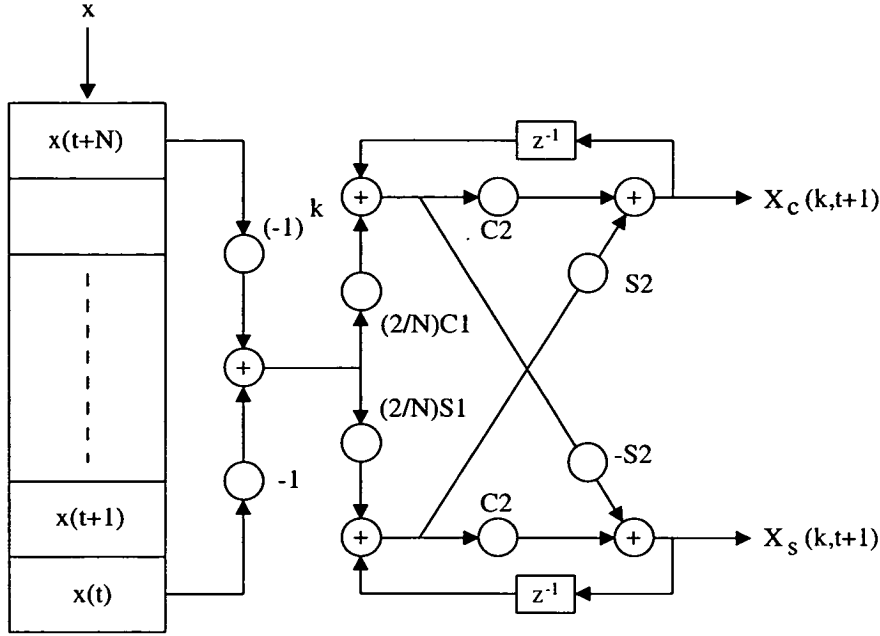 x
x(t+N)
z⁻¹
(-1)ᵏ
+
C2
+
X_c(k,t+1)
S2
(2/N)C1
+
(2/N)S1
-1
-S2
x(t+1)
C2
+
+
X_s(k,t+1)
x(t)
z⁻¹